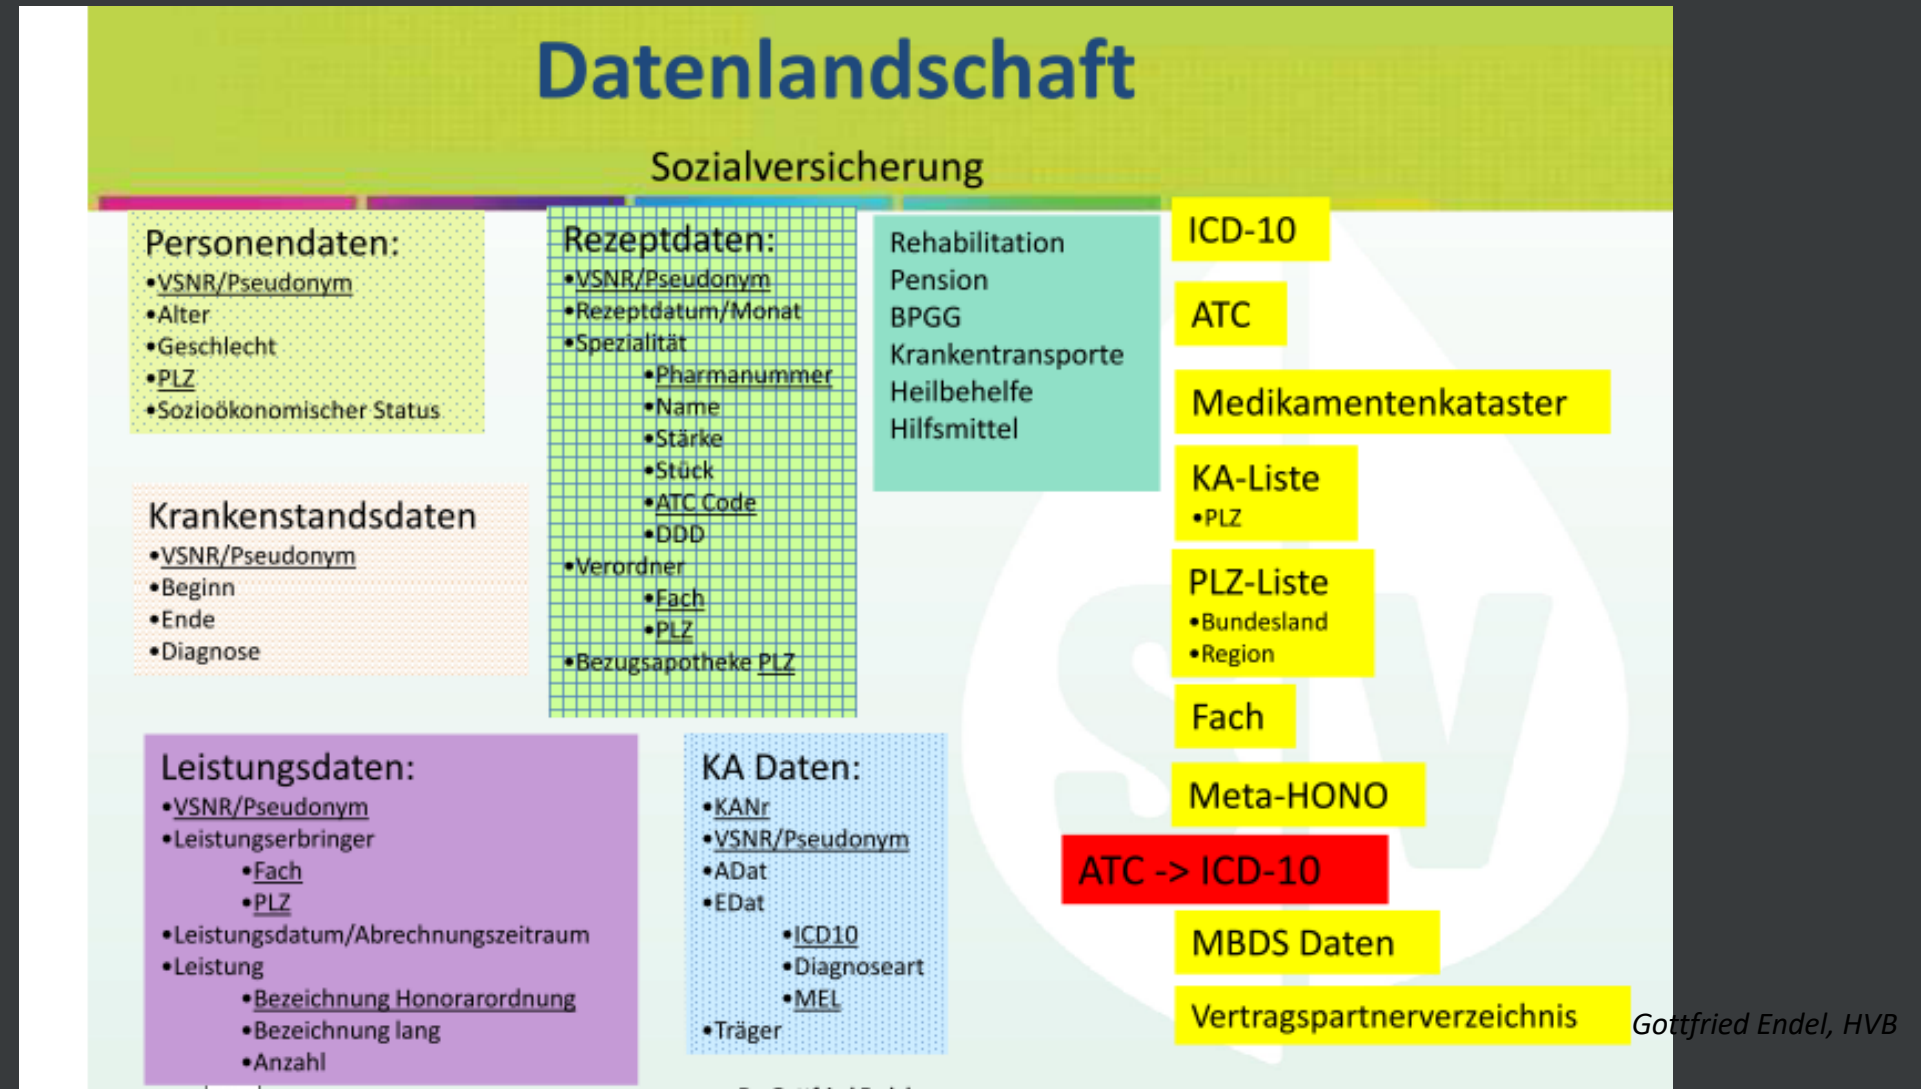 Datenlandschaft
Sozialversicherung
Personendaten:
•VSNR/Pseudonym
•Alter
•Geschlecht
•PLZ
•Sozioökonomischer Status
Krankenstandsdaten
•VSNR/Pseudonym
•Beginn
•Ende
•Diagnose
Rezeptdaten:
•VSNR/Pseudonym
•Rezeptdatum/Monat
•Spezialität
•Pharmanummer
•Name
•Stärke
•Stück
•ATC Code
•DDD
•Verordner
•Fach
•PLZ
•Bezugsapotheke PLZ
Rehabilitation
Pension
BPGG
Krankentransporte
Heilbehelfe
Hilfsmittel
Leistungsdaten:
•VSNR/Pseudonym
•Leistungserbringer
•Fach
•PLZ
•Leistungsdatum/Abrechnungszeitraum
•Leistung
•Bezeichnung Honorarordnung
•Bezeichnung lang
•Anzahl
KA Daten:
•KANr
•VSNR/Pseudonym
•ADat
•EDat
•ICD10
•Diagnoseart
•MEL
•Träger
ICD-10
ATC
Medikamentenkataster
KA-Liste
•PLZ
PLZ-Liste
•Bundesland
•Region
Fach
Meta-HONO
ATC -> ICD-10
MBDS Daten
Vertragspartnerverzeichnis
Gottfried Endel, HVB
SV